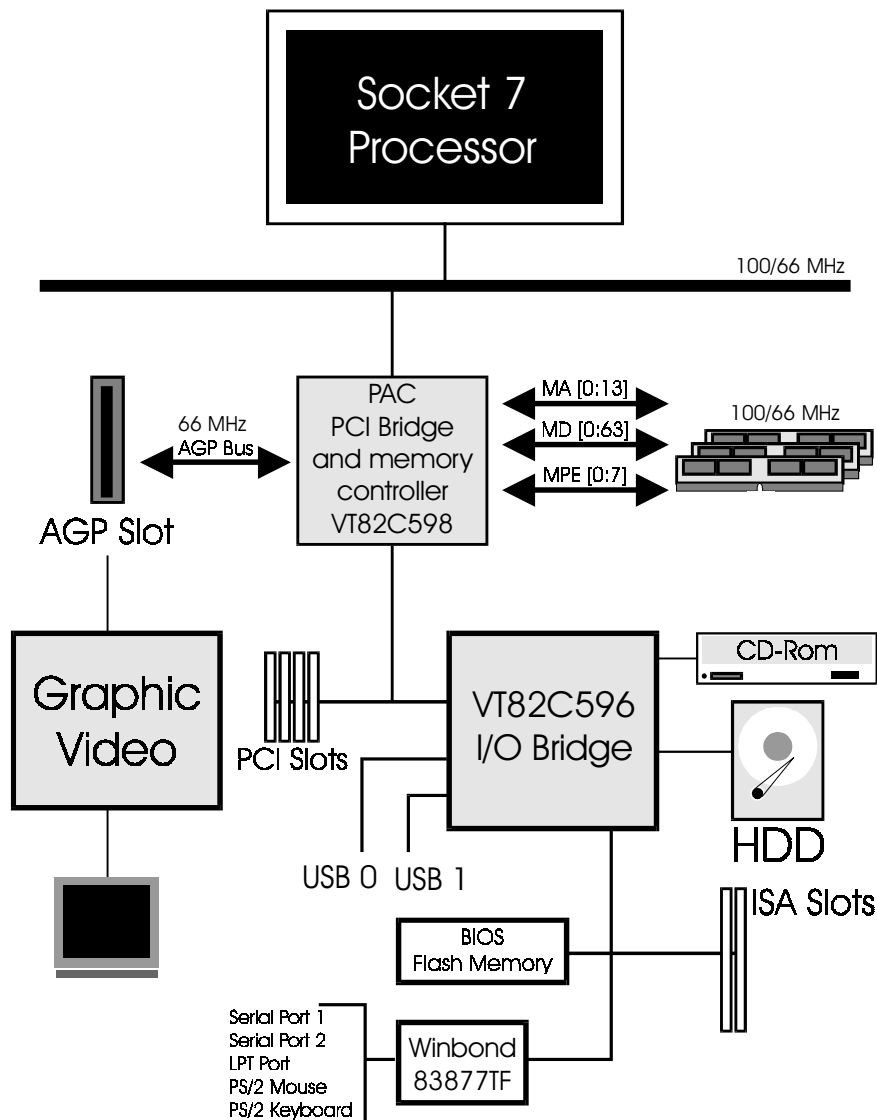 Socket 7
Processor
100/66 MHz
PAC
PCI Bridge
and memory
controller
VT82C598
MA [0:13]
MD [0:63]
MPE [0:7]
100/66 MHz
66 MHz
AGP Bus
AGP Slot
Graphic
Video
PCI Slots
VT82C596
I/O Bridge
CD-Rom
HDD
USB 0
USB 1
ISA Slots
BIOS
Flash Memory
Serial Port 1
Serial Port 2
LPT Port
PS/2 Mouse
PS/2 Keyboard
Winbond
83877TF